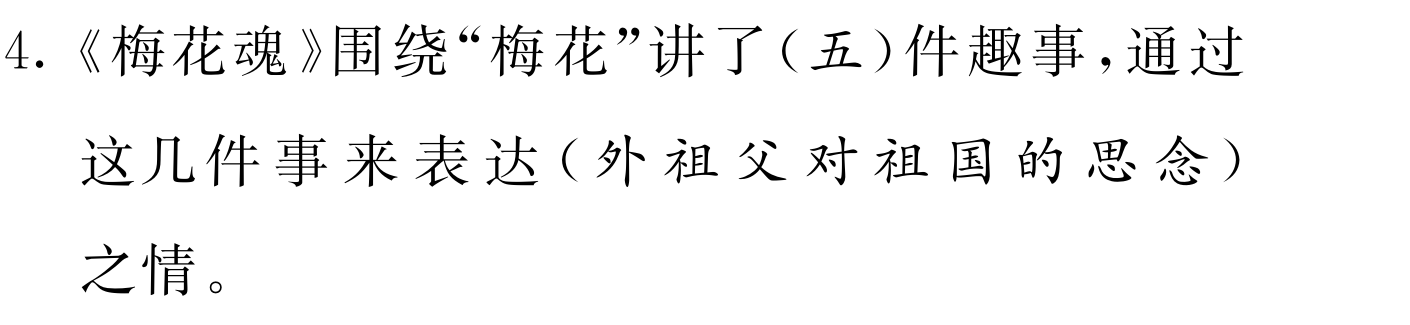 4.《梅花魂》围绕“梅花”讲了(五)件趣事,通过
这几件事来表达(外祖父对祖国的思念)
之情。